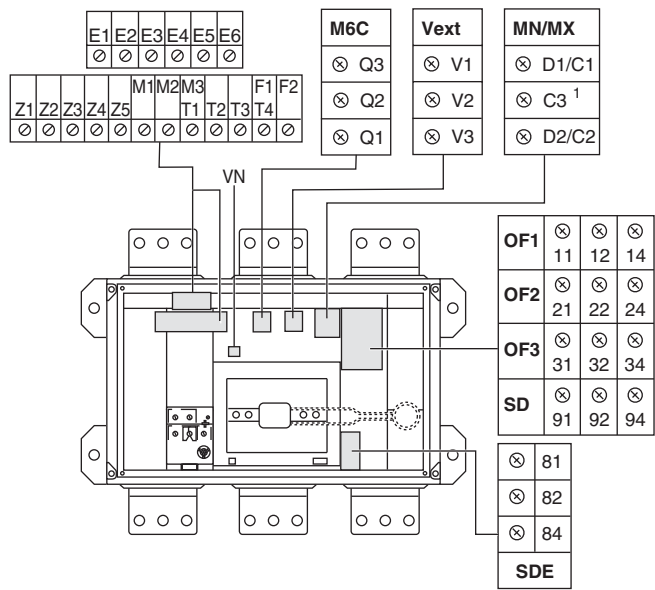 E1 E2 E3 E4 E5 E6
M1 M2 M3 F1 F2
Z1 Z2 Z3 Z4 Z5 T1 T2 T3 T4
VN
M6C
Q3
Q2
Q1
Vext
V1
V2
V3
MN/MX
D1/C1
C3 1
D2/C2
OF1
11 12 14
OF2
21 22 24
OF3
31 32 34
SD
91 92 94
81
82
84
SDE